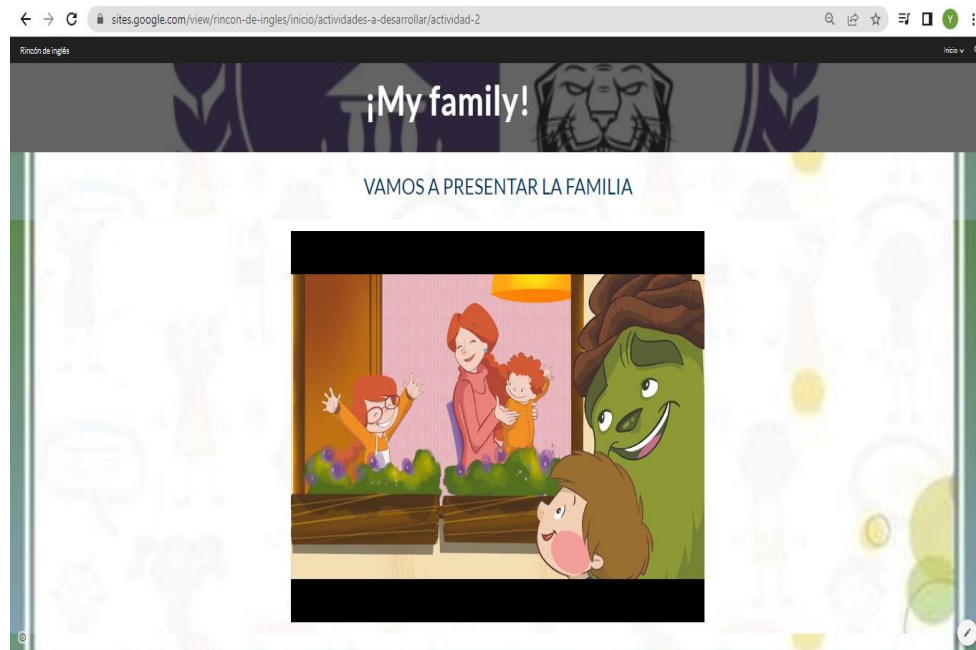 sites.google.com/view/rincon-de-ingles/inicio/actividades-a-desarrollar/actividad-2
Y
Rincón de inglés
Inicio
¡My family!
VAMOS A PRESENTAR LA FAMILIA